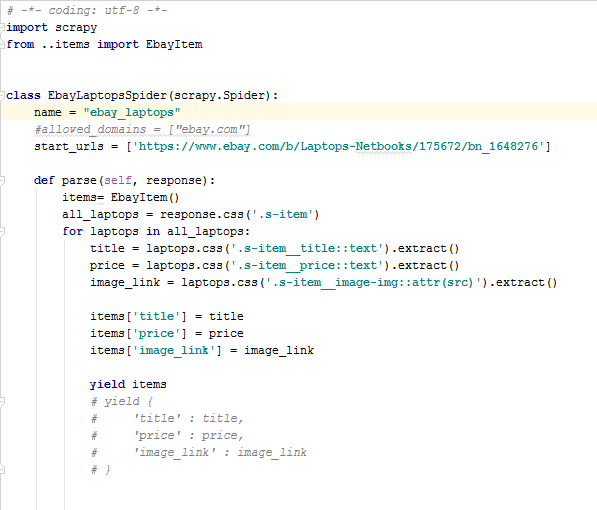 # -*- coding: utf-8 -*-
import scrapy
from ..items import EbayItem
class EbayLaptopsSpider(scrapy.Spider):
    name = "ebay_laptops"
    #allowed_domains = ["ebay.com"]
    start_urls = ['https://www.ebay.com/b/Laptops-Netbooks/175672/bn_1648276']
    def parse(self, response):
        items= EbayItem()
        all_laptops = response.css('.s-item')
        for laptops in all_laptops:
            title = laptops.css('.s-item__title::text').extract()
            price = laptops.css('.s-item__price::text').extract()
            image_link = laptops.css('.s-item__image-img::attr(src)').extract()
            items['title'] = title
            items['price'] = price
            items['image_link'] = image_link
            yield items
            # yield {
            #     'title' : title,
            #     'price' : price,
            #     'image_link' : image_link
            # }